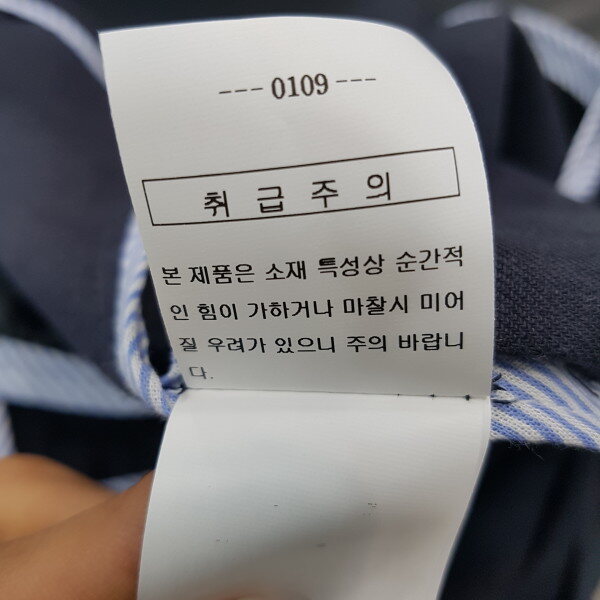 --- 0109 ---
취 급 주 의
본 제품은 소재 특성상 순간적
인 힘이 가하거나 마찰시 미어
질 우려가 있으니 주의 바랍니
다.